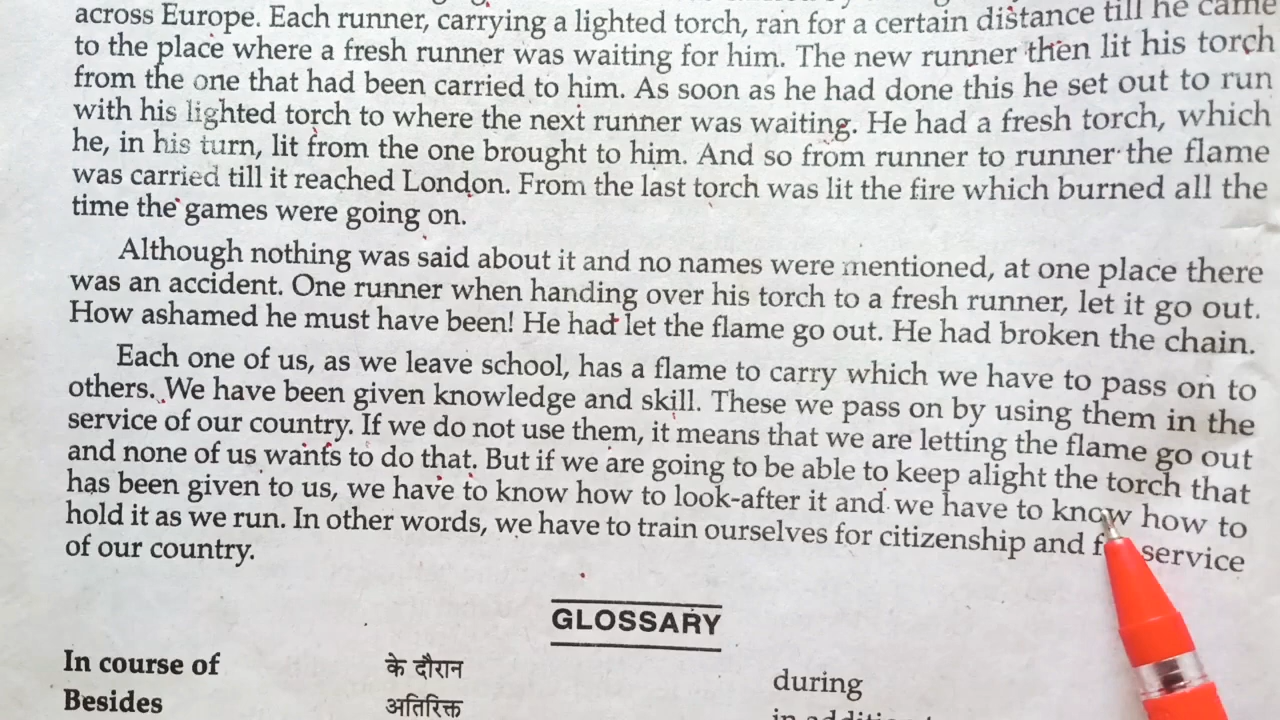 across Europe. Each runner, carrying a lighted torch, ran for a certain distance till he came
to the place where a fresh runner was waiting for him. The new runner then lit his torch
from the one that had been carried to him. As soon as he had done this he set out to run
with his lighted torch to where the next runner was waiting. He had a fresh torch, which
he, in his turn, lit from the one brought to him. And so from runner to runner the flame
was carried till it reached London. From the last torch was lit the fire which burned all the
time the games were going on.
Although nothing was said about it and no names were mentioned, at one place there
was an accident. One runner when handing over his torch to a fresh runner, let it go out.
How ashamed he must have been! He had let the flame go out. He had broken the chain.
Each one of us, as we leave school, has a flame to carry which we have to pass on to
others. We have been given knowledge and skill. These we pass on by using them in the
service of our country. If we do not use them, it means that we are letting the flame go out
and none of us wants to do that. But if we are going to be able to keep alight the torch that
has been given to us, we have to know how to look-after it and we have to know how to
hold it as we run. In other words, we have to train ourselves for citizenship and service
of our country.
GLOSSARY
In course of के दौरान during
Besides अतिरिक्त in